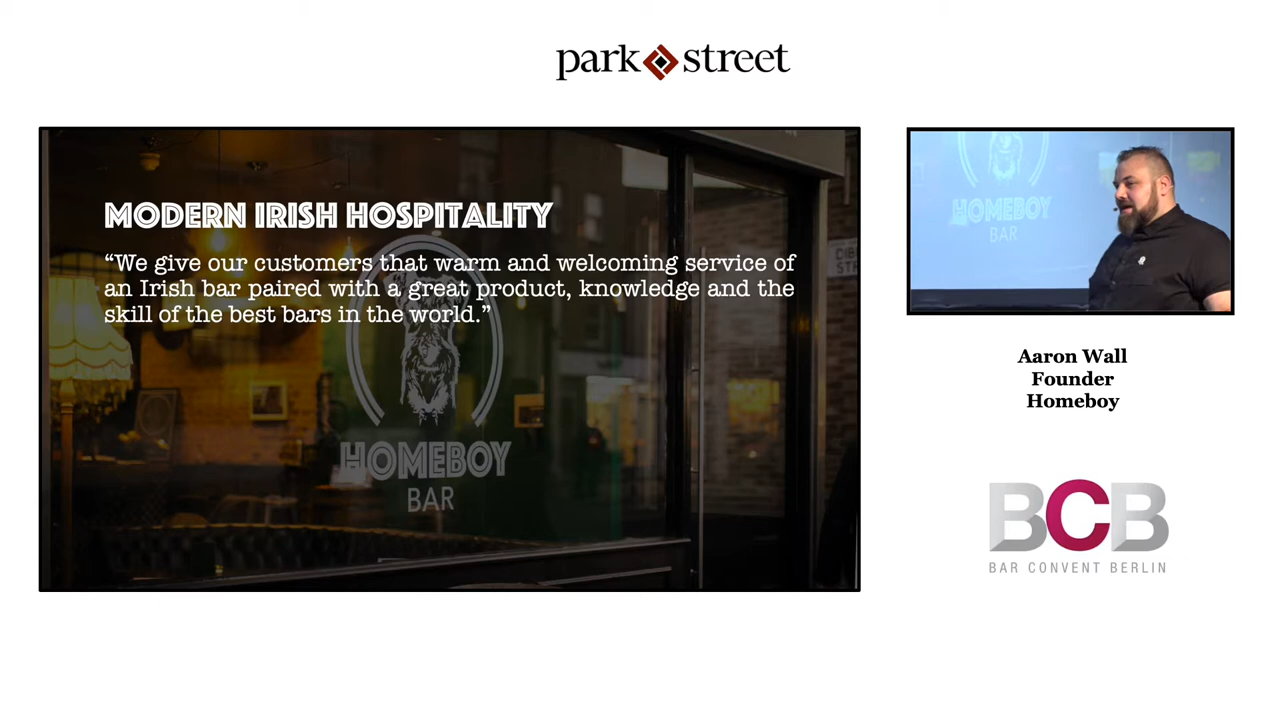 park street
MODERN IRISH HOSPITALITY
“We give our customers that warm and welcoming service of
an Irish bar paired with a great product, knowledge and the
skill of the best bars in the world.”
HOMEBOY
BAR
HOMEBOY
BAR
Aaron Wall
Founder
Homeboy
BCB
BAR CONVENT BERLIN